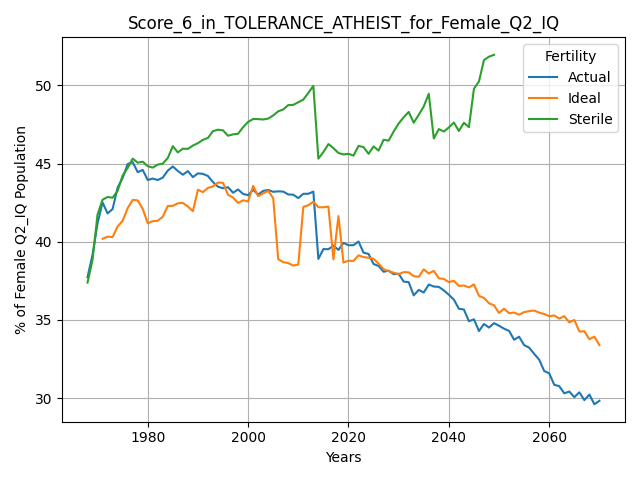 Score_6_in_TOLERANCE_ATHEIST_for_Female_Q2_IQ
% of Female Q2_IQ Population
50
45
40
35
30
Fertility
Actual
Ideal
Sterile
1980
2000
2020
2040
2060
Years